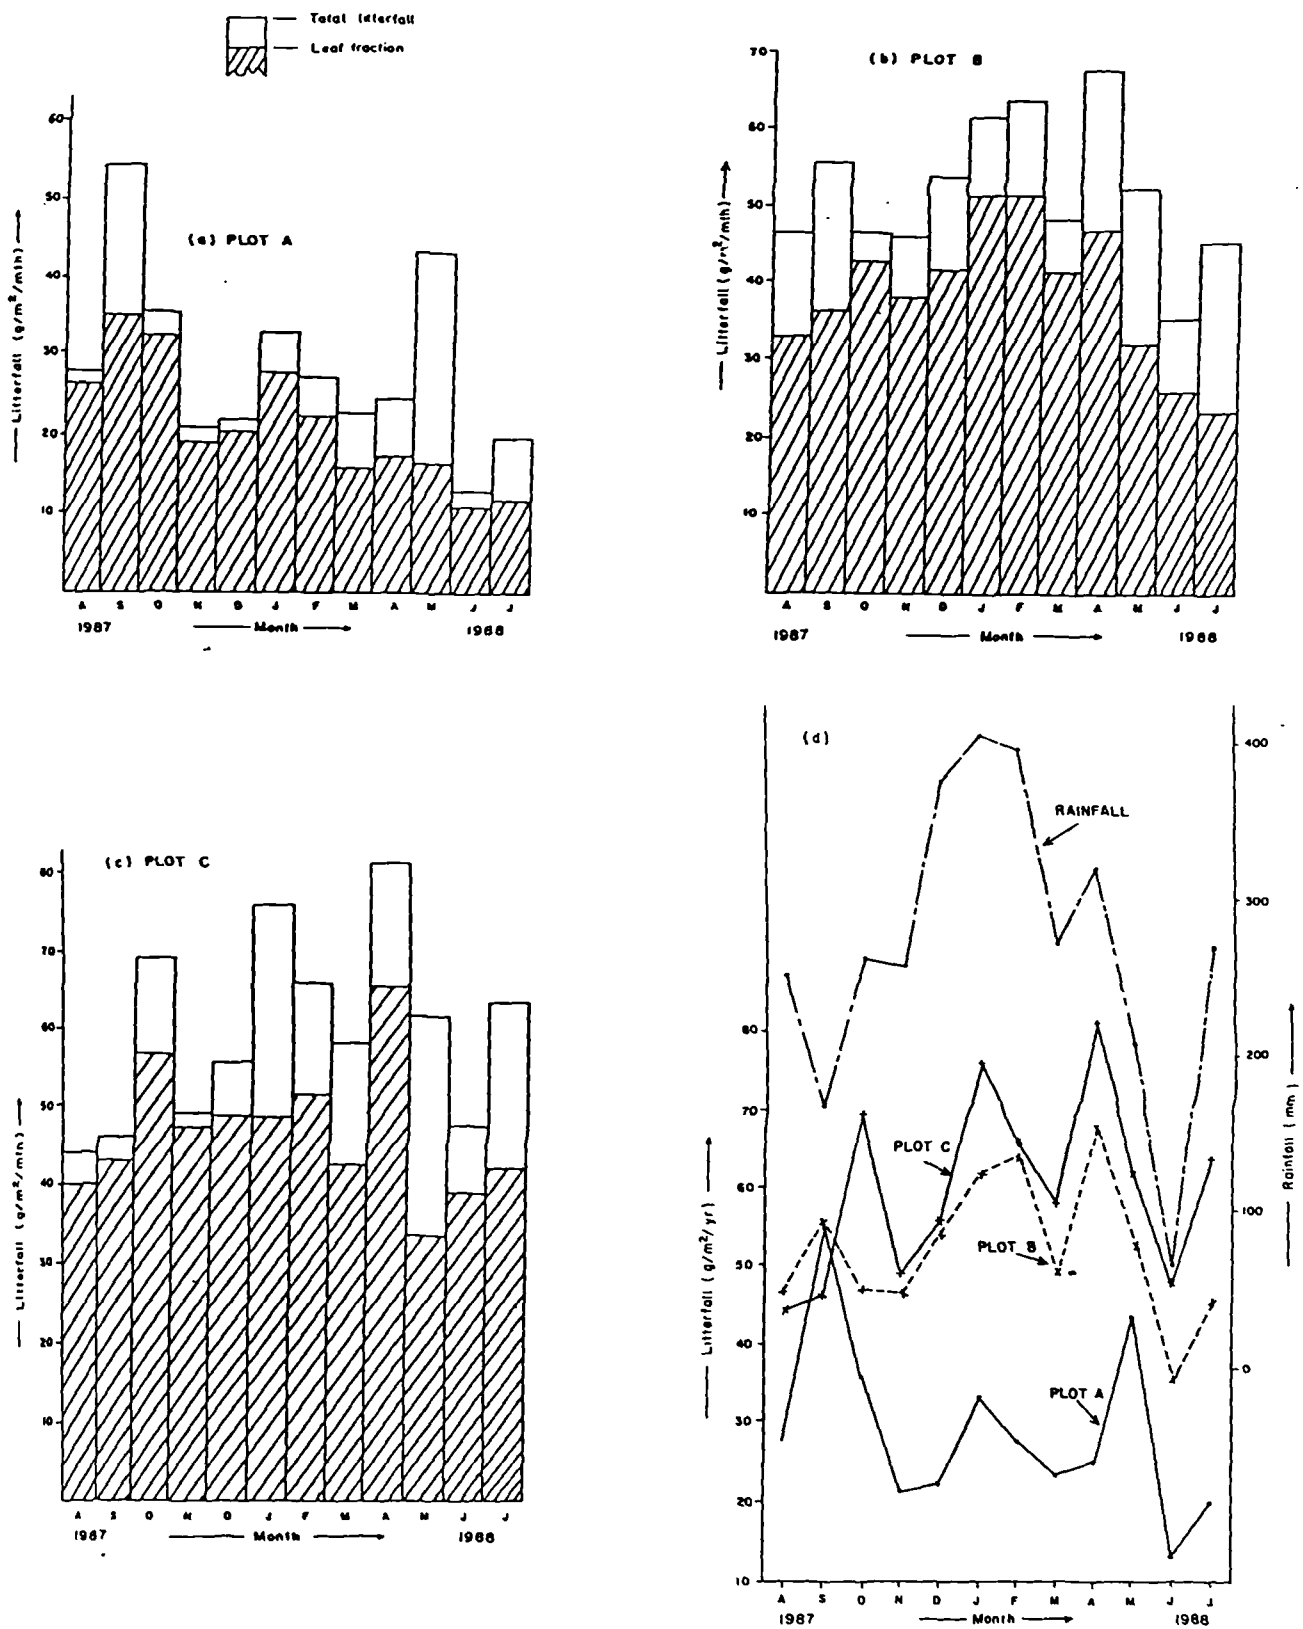 Total litterfall
Leaf fraction
(a) PLOT A
60
50
40
30
20
10
Litterfall (g/m²/mth)
A S O N D J F M A M J J
1987 Month 1988
(b) PLOT B
70
60
50
40
30
20
10
Litterfall (g/m²/mth)
A S O N D J F M A M J J
1987 Month 1988
(c) PLOT C
80
70
60
50
40
30
20
10
Litterfall (g/m²/mth)
A S O N D J F M A M J J
1987 Month 1988
(d)
RAINFALL
PLOT C
PLOT B
PLOT A
80
70
60
50
40
30
20
10
Litterfall (g/m²/yr)
400
300
200
100
0
Rainfall (mm)
A S O N D J F M A M J J
1987 Month 1988